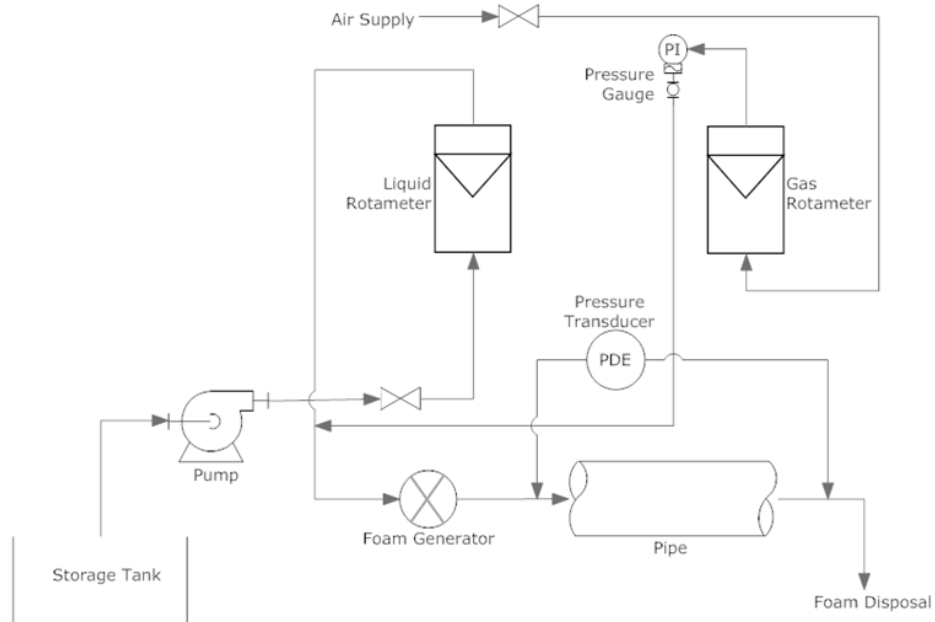 Air Supply
PI
Pressure
Gauge
Liquid
Rotameter
Gas
Rotameter
Pressure
Transducer
PDE
Pump
Foam Generator
Pipe
Storage Tank
Foam Disposal